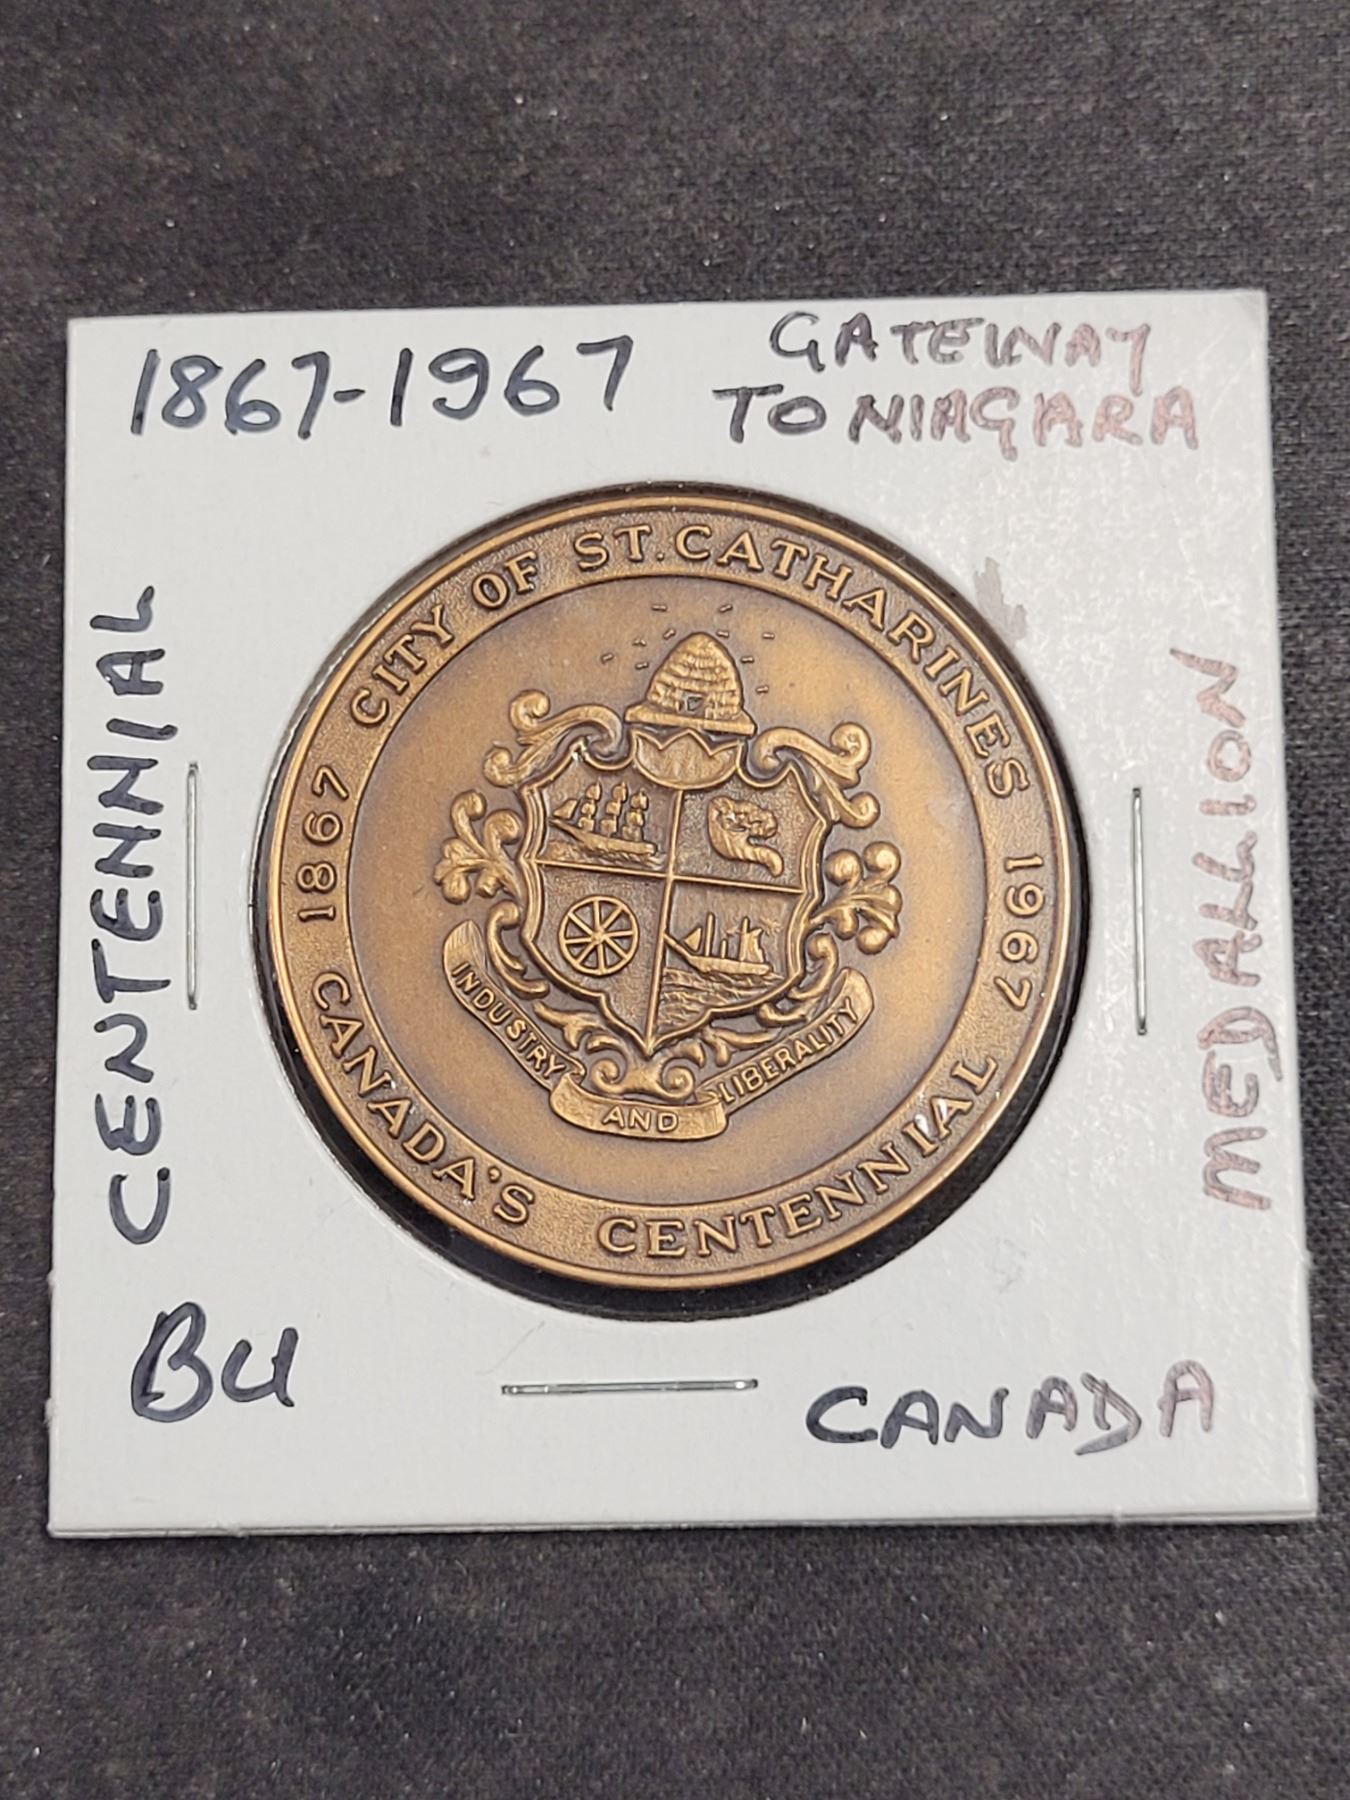 1867-1967
GATEWAY
TO NIAGARA
CENTENNIAL
MEDALLION
BU
CANADA
1867 CITY OF ST. CATHARINES 1967
CANADA'S CENTENNIAL
INDUSTRY AND LIBERALITY